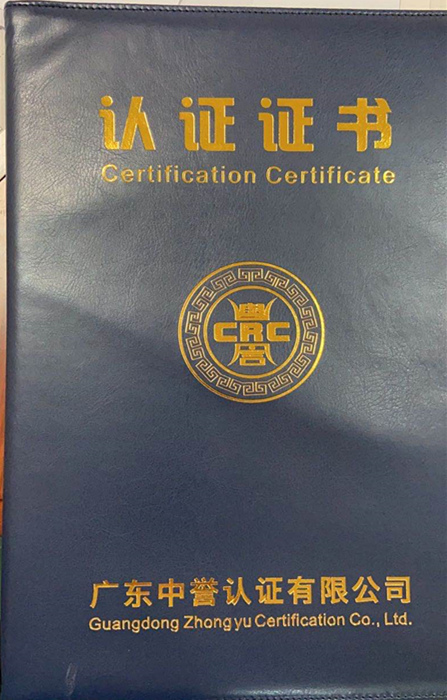 认证证书
Certification Certificate
CRC
广东中誉认证有限公司
Guangdong Zhongyu Certification Co., Ltd.